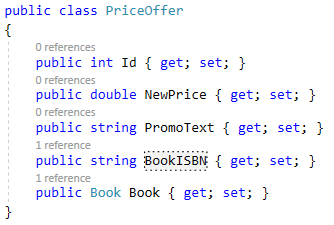 public class PriceOffer
{
0 references
public int Id { get; set; }
0 references
public double NewPrice { get; set; }
0 references
public string PromoText { get; set; }
1 reference
public string BookISBN { get; set; }
1 reference
public Book Book { get; set; }
}